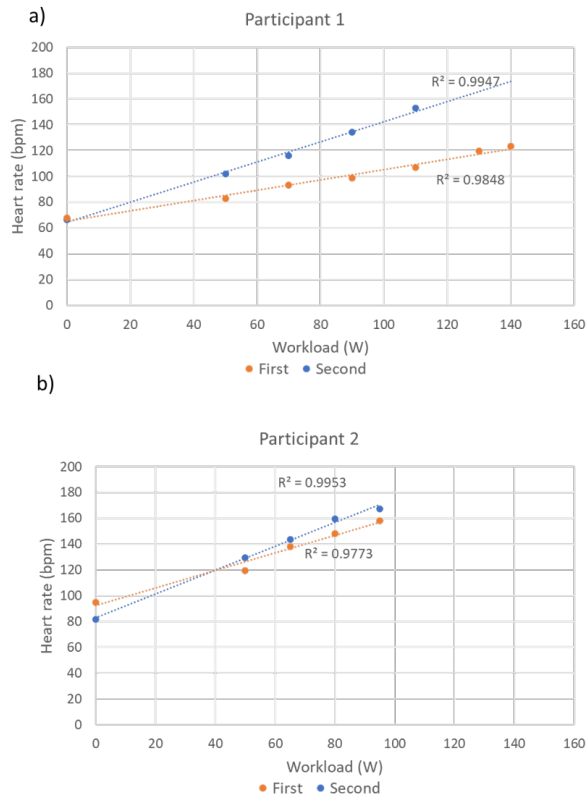 a)
Participant 1
200
180
160
140
120
100
80
60
40
20
0
Heart rate (bpm)
R² = 0.9947
R² = 0.9848
0 20 40 60 80 100 120 140 160
Workload (W)
First Second
b)
Participant 2
200
180
160
140
120
100
80
60
40
20
0
Heart rate (bpm)
R² = 0.9953
R² = 0.9773
0 20 40 60 80 100 120 140 160
Workload (W)
First Second